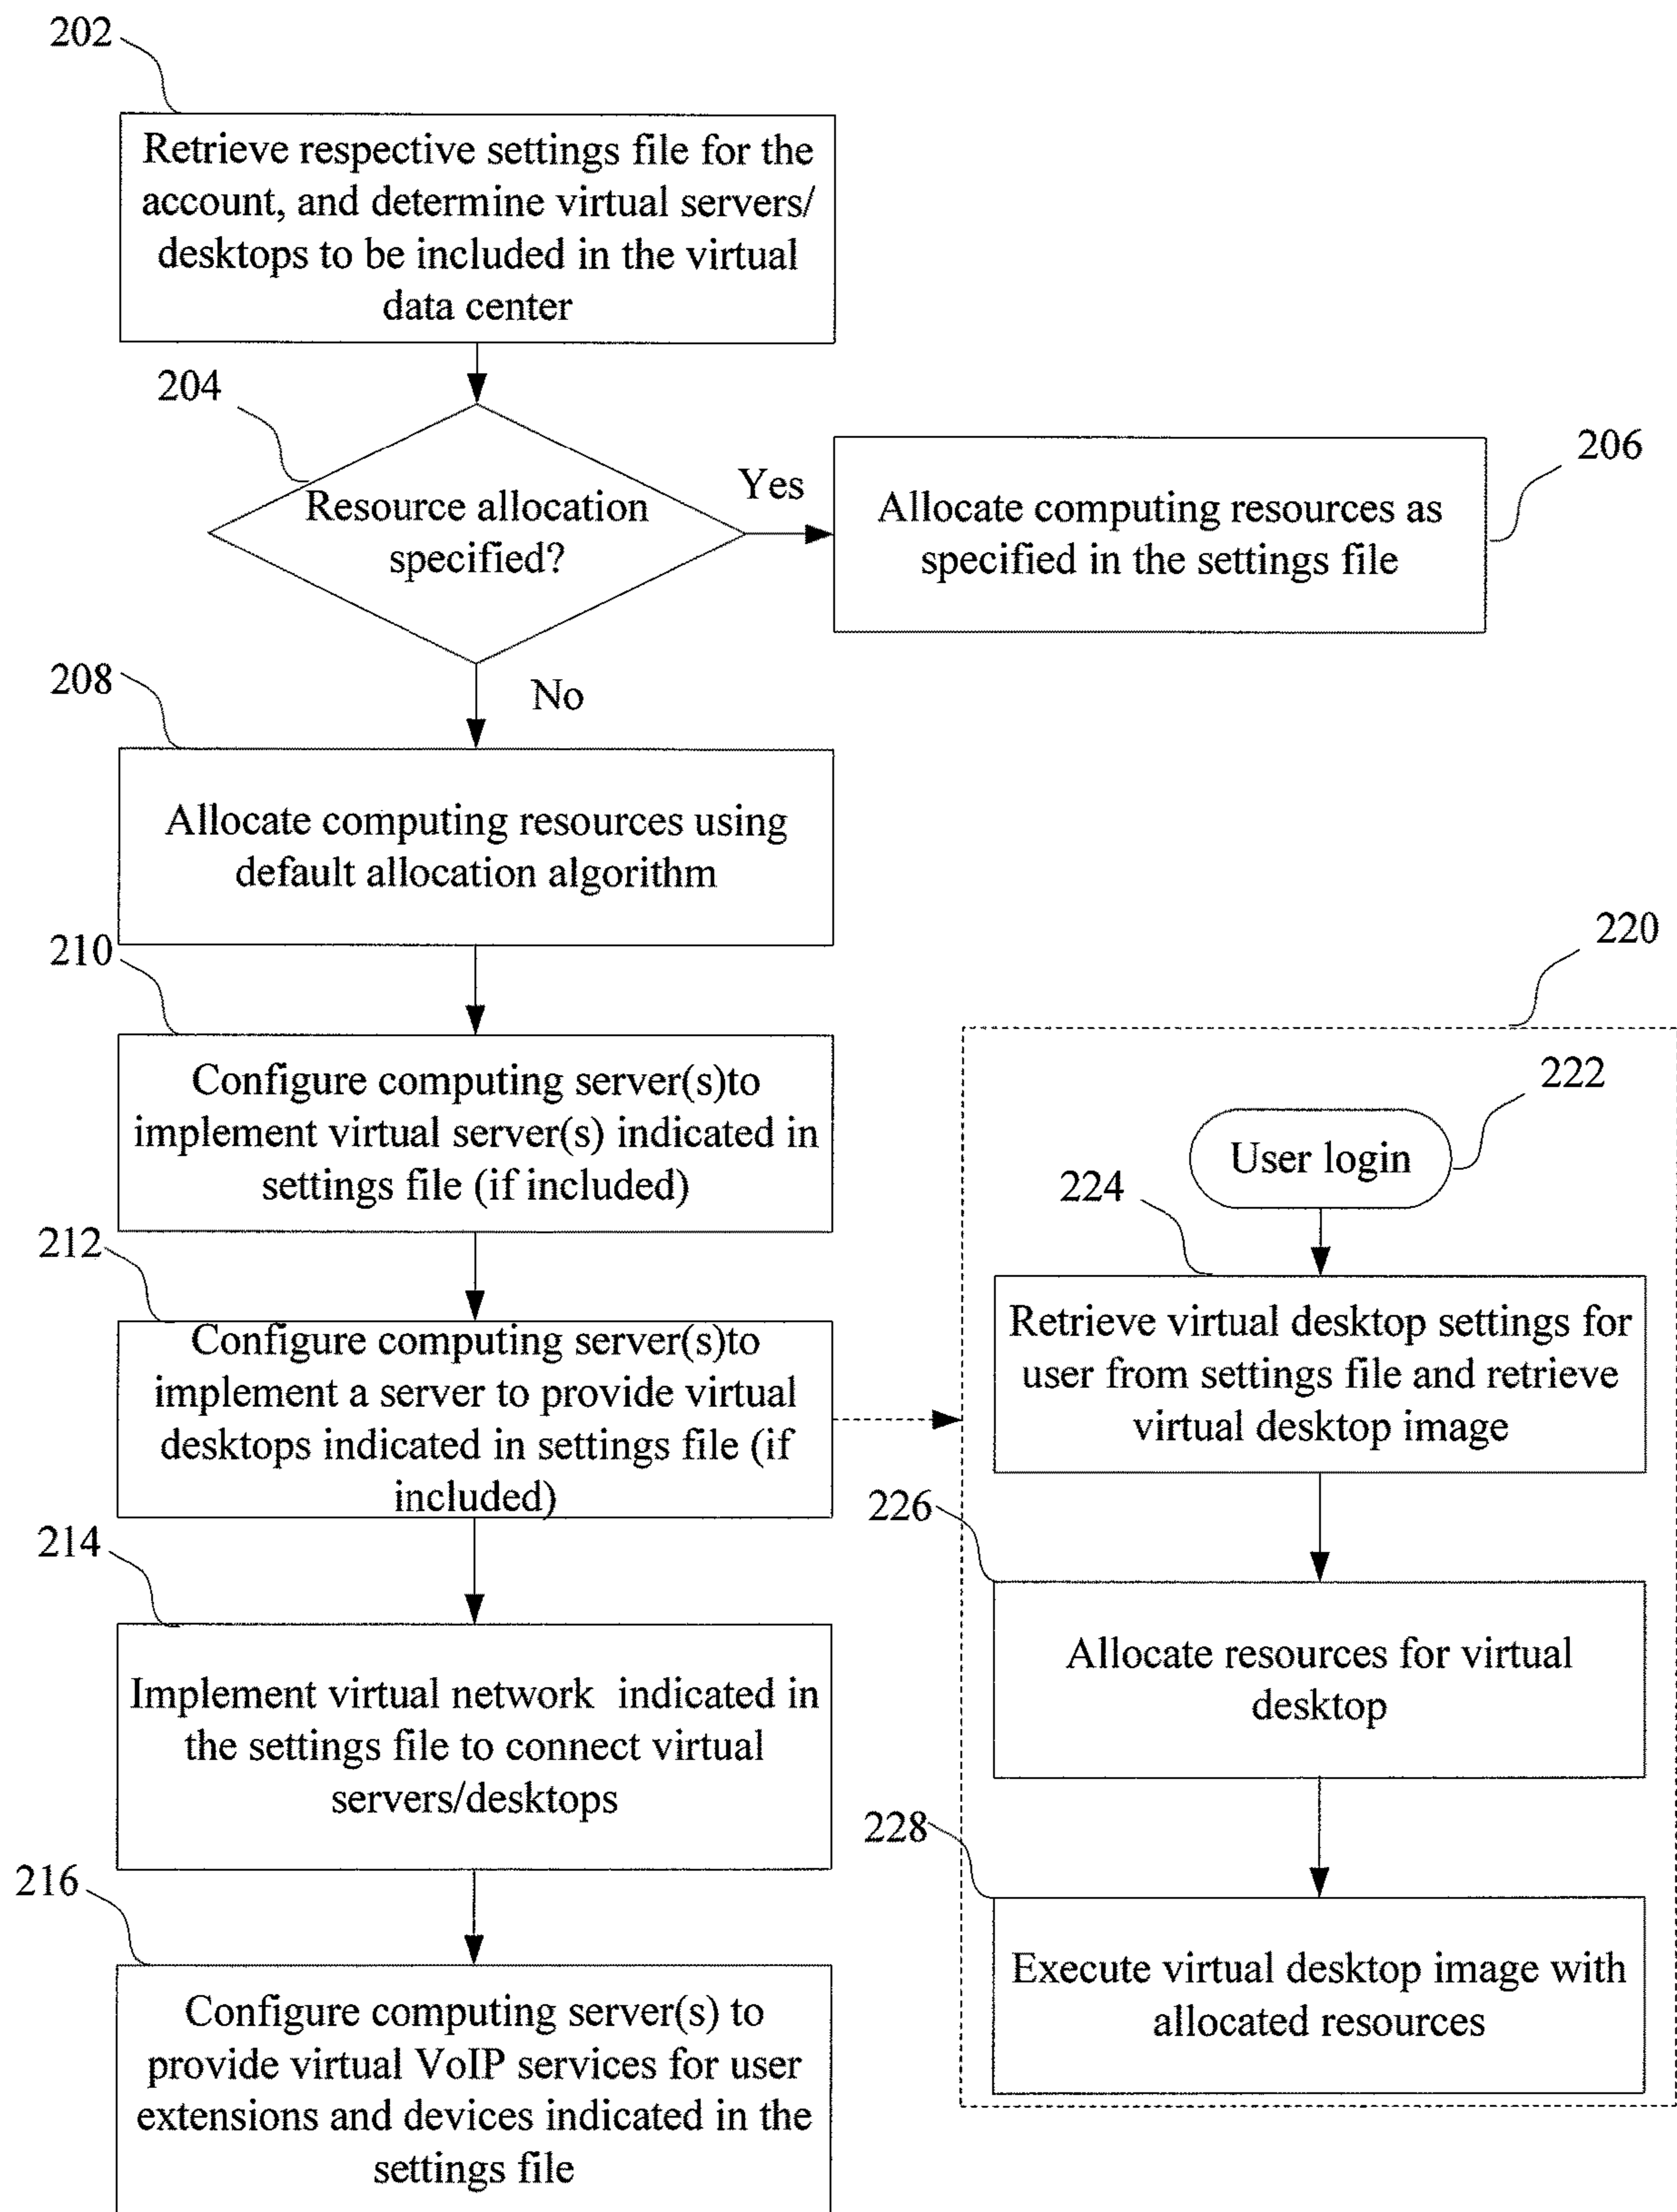 202
Retrieve respective settings file for the
account, and determine virtual servers/
desktops to be included in the virtual
data center
204
Resource allocation
specified?
Yes
206
Allocate computing resources as
specified in the settings file
No
208
Allocate computing resources using
default allocation algorithm
210
Configure computing server(s)to
implement virtual server(s) indicated in
settings file (if included)
212
Configure computing server(s)to
implement a server to provide virtual
desktops indicated in settings file (if
included)
214
Implement virtual network indicated in
the settings file to connect virtual
servers/desktops
216
Configure computing server(s) to
provide virtual VoIP services for user
extensions and devices indicated in the
settings file
220
222
User login
224
Retrieve virtual desktop settings for
user from settings file and retrieve
virtual desktop image
226
Allocate resources for virtual
desktop
228
Execute virtual desktop image with
allocated resources